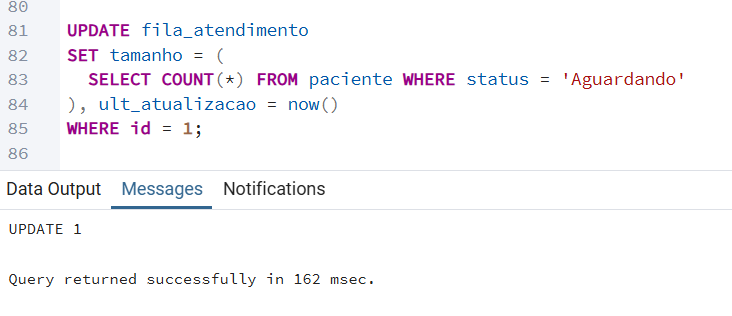 80
81 UPDATE fila_atendimento
82 SET tamanho = (
83 SELECT COUNT(*) FROM paciente WHERE status = 'Aguardando'
84 ), ult_atualizacao = now()
85 WHERE id = 1;
86
Data Output Messages Notifications
UPDATE 1
Query returned successfully in 162 msec.